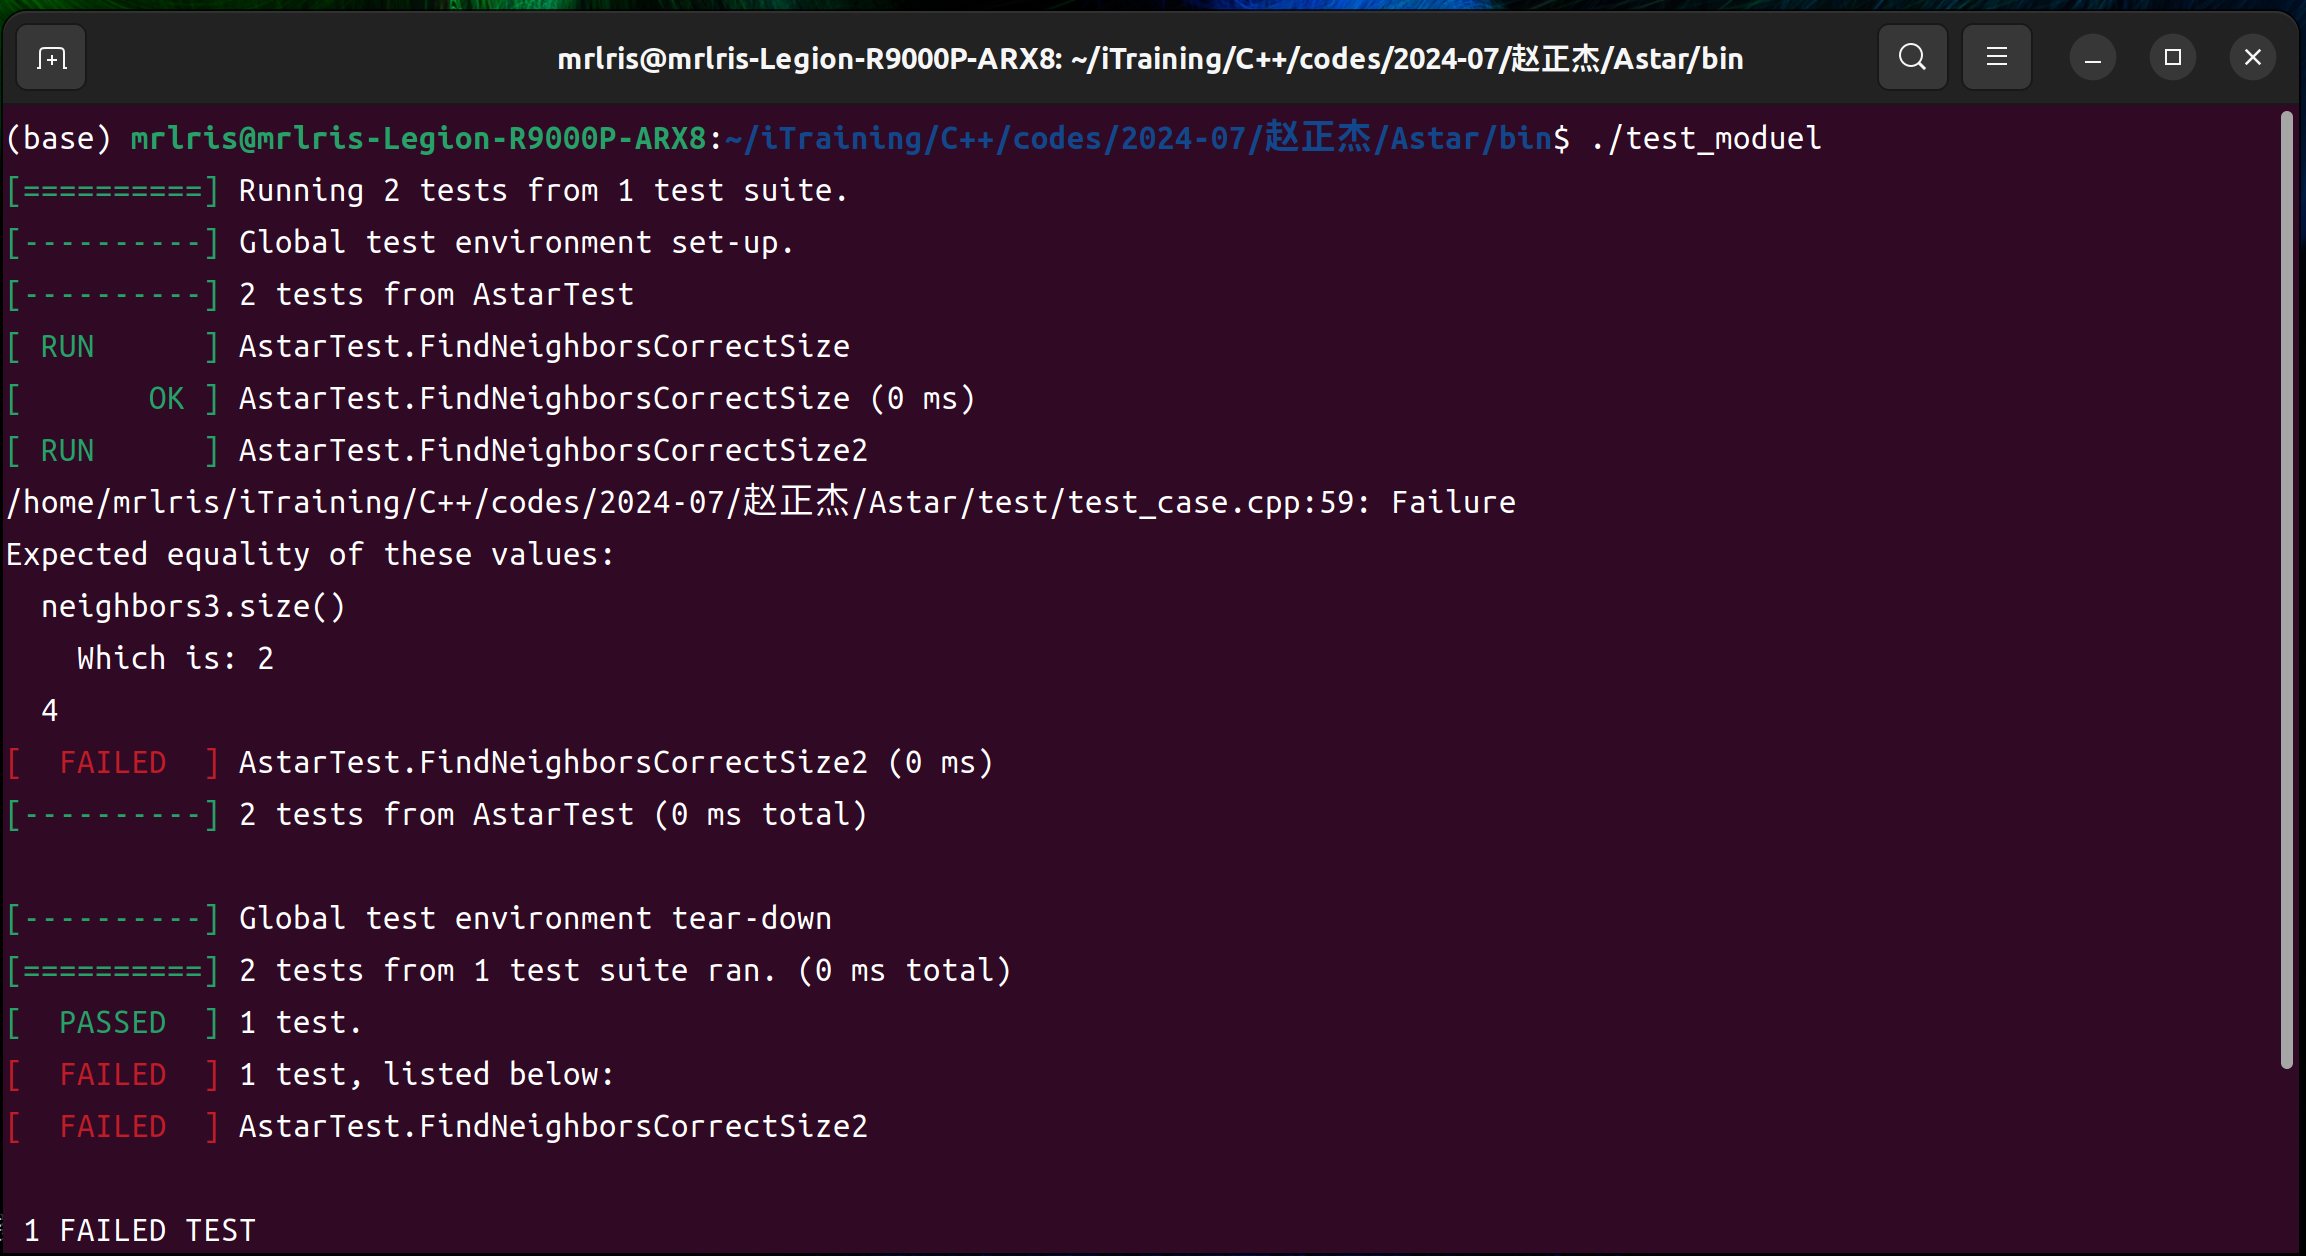 mrlris@mrlris-Legion-R9000P-ARX8: ~/iTraining/C++/codes/2024-07/赵正杰/Astar/bin
(base) mrlris@mrlris-Legion-R9000P-ARX8:~/iTraining/C++/codes/2024-07/赵正杰/Astar/bin$ ./test_moduel
[==========] Running 2 tests from 1 test suite.
[----------] Global test environment set-up.
[----------] 2 tests from AstarTest
[ RUN      ] AstarTest.FindNeighborsCorrectSize
[       OK ] AstarTest.FindNeighborsCorrectSize (0 ms)
[ RUN      ] AstarTest.FindNeighborsCorrectSize2
/home/mrlris/iTraining/C++/codes/2024-07/赵正杰/Astar/test/test_case.cpp:59: Failure
Expected equality of these values:
  neighbors3.size()
    Which is: 2
  4
[  FAILED  ] AstarTest.FindNeighborsCorrectSize2 (0 ms)
[----------] 2 tests from AstarTest (0 ms total)
[----------] Global test environment tear-down
[==========] 2 tests from 1 test suite ran. (0 ms total)
[  PASSED  ] 1 test.
[  FAILED  ] 1 test, listed below:
[  FAILED  ] AstarTest.FindNeighborsCorrectSize2
 1 FAILED TEST